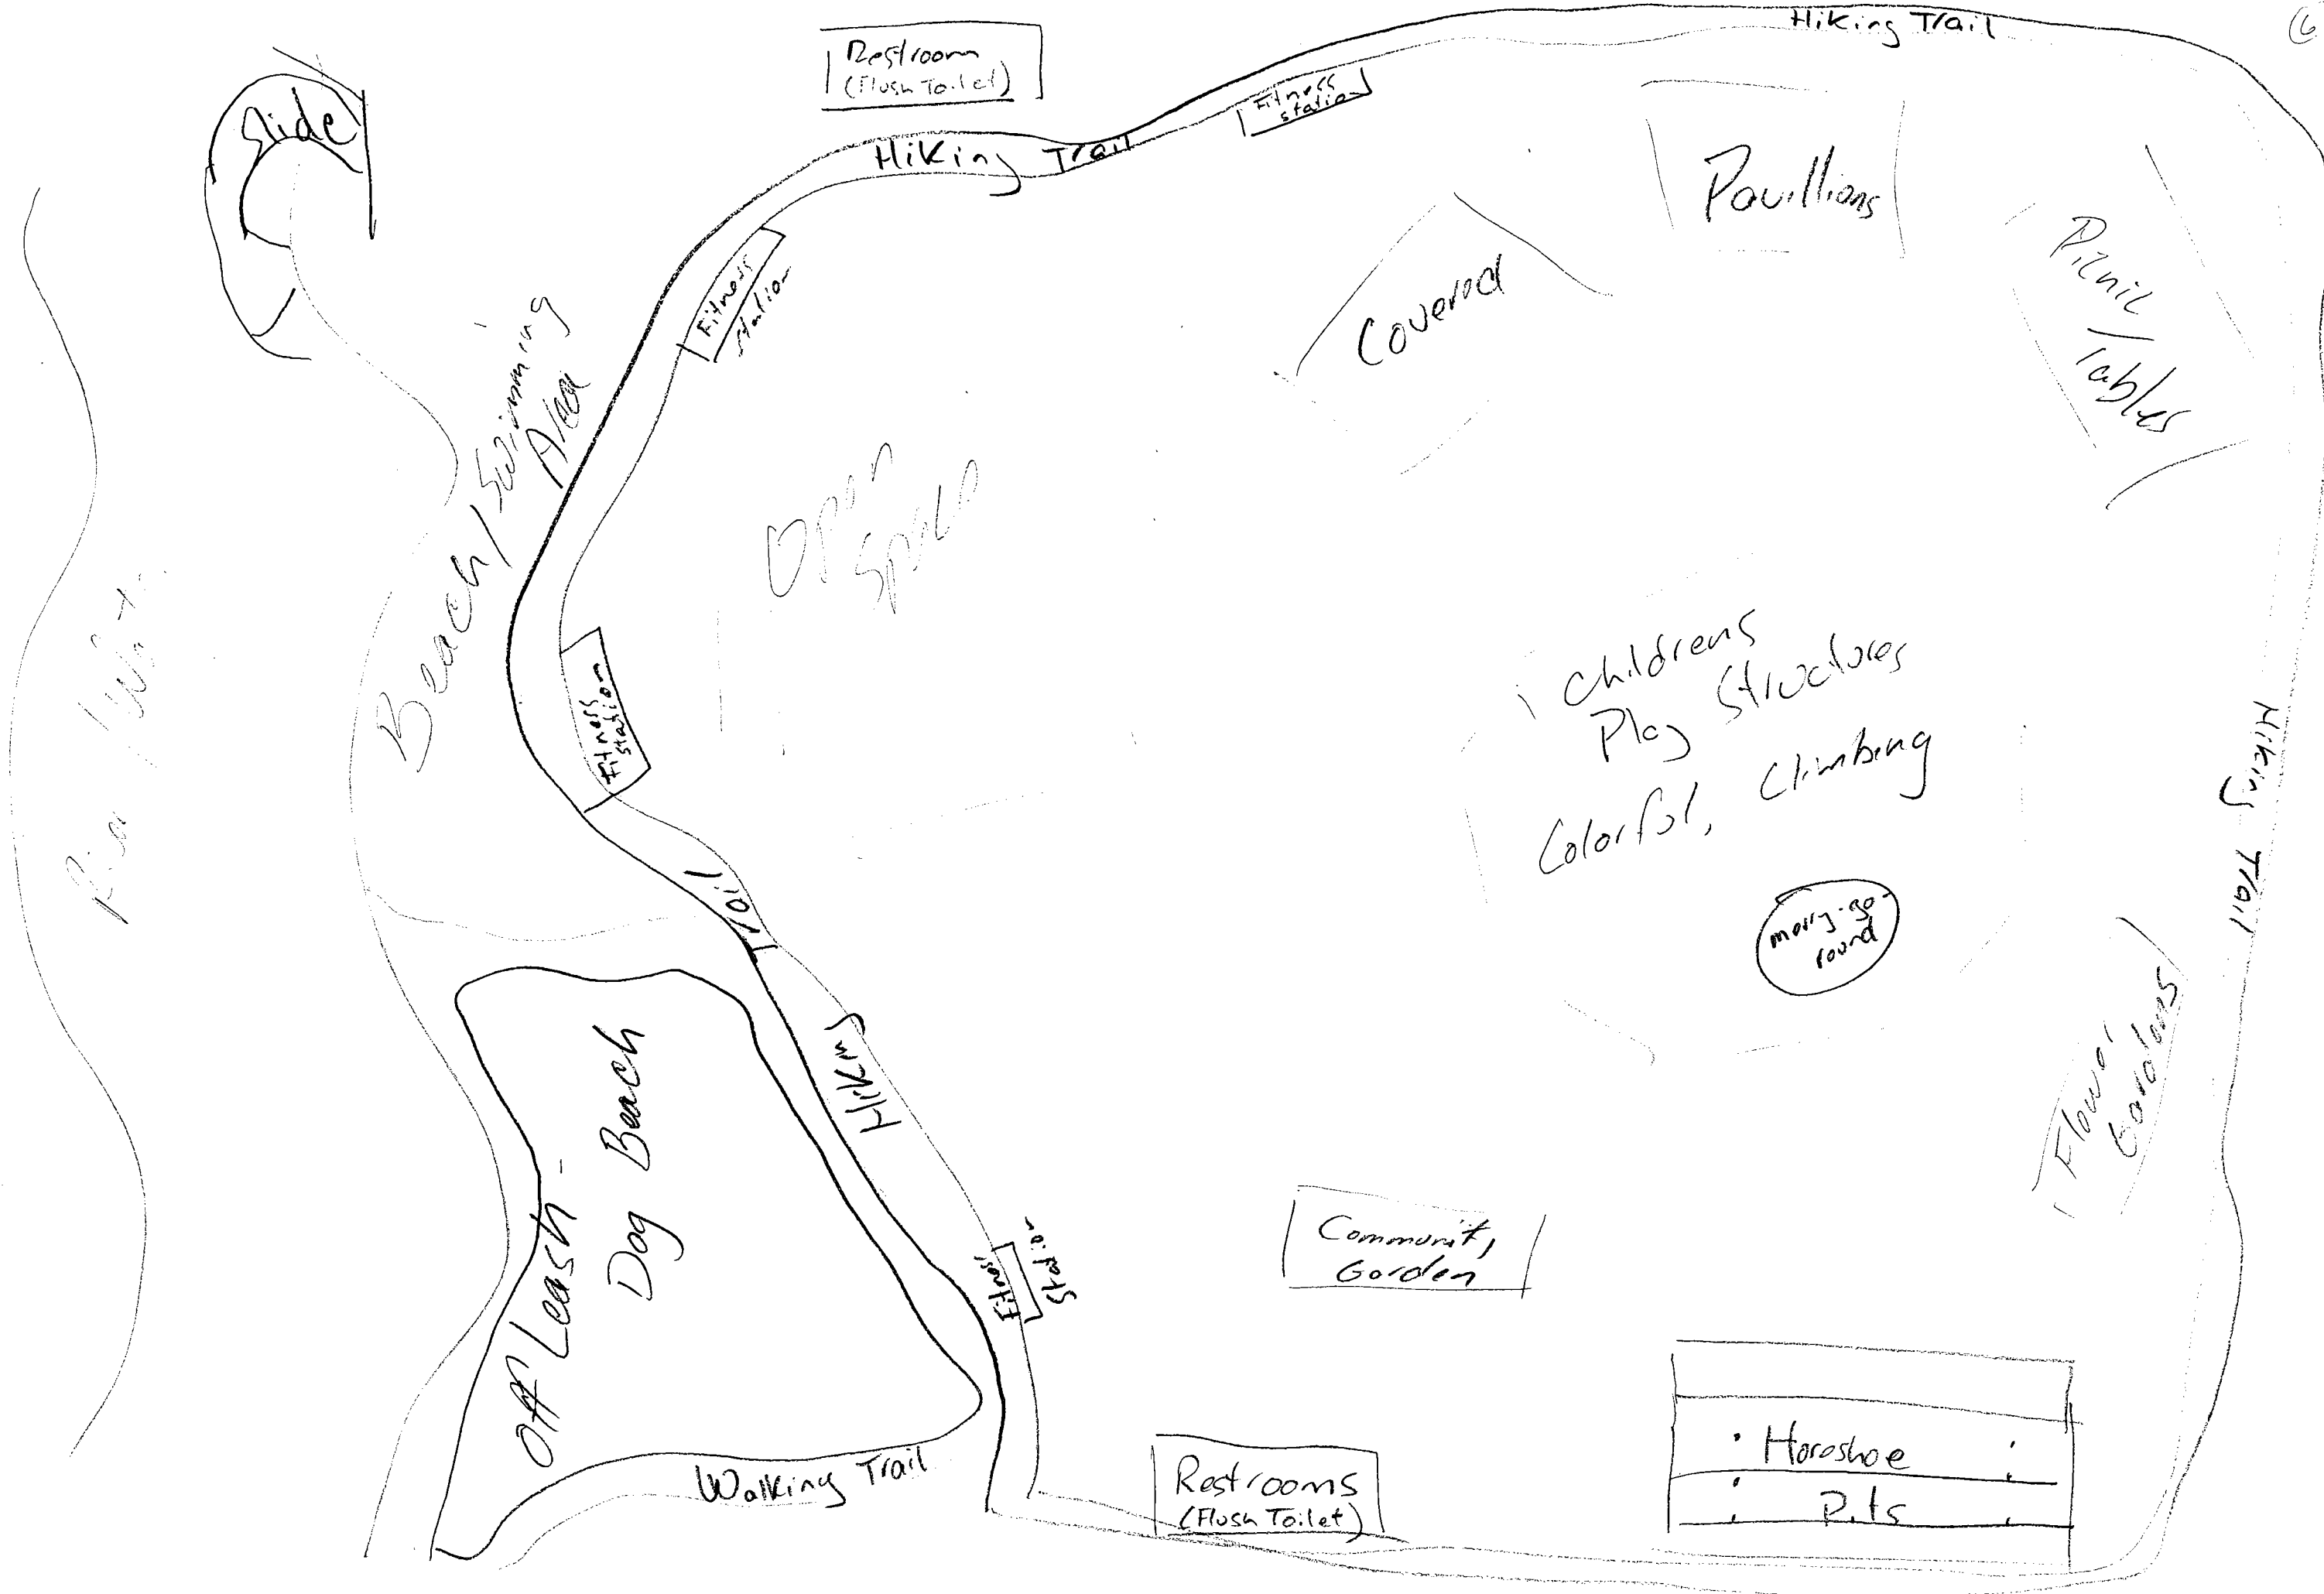 6
Hiking Trail
Restroom
(Flush Toilet)
Slide
Fitness
station
Hiking Trail
Pavillions
Fitness
station
Covered
Picnic
Tables
Beach / Swimming
Area
Open
Space
Fitness
station
Childrens
Play Structures
Colorful, Climbing
merry-go-
round
Hiking Trail
Hiking Trail
Flower
Gardens
Off Leash -
Dog Beach
Fitness
Station
Community
Garden
Walking Trail
Restrooms
(Flush Toilet)
Horseshoe
Pits